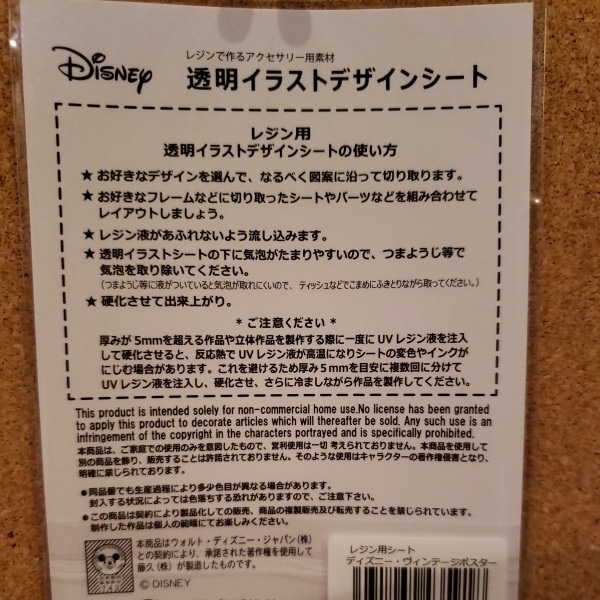 レジンで作るアクセサリー用素材
Disney 透明イラストデザインシート
レジン用
透明イラストデザインシートの使い方
★ お好きなデザインを選んで、なるべく図案に沿って切り取ります。
★ お好きなフレームなどに切り取ったシートやパーツなどを組み合わせて
レイアウトしましょう。
★ レジン液があふれないよう流し込みます。
★ 透明イラストシートの下に気泡がたまりやすいので、つまようじ等で
気泡を取り除いてください。
(つまようじ等に液がついていると気泡が取れにくいので、ティッシュなどでこまめにふきとりながら取ってください。)
★ 硬化させて出来上がり。
* ご注意ください *
厚みが5mmを超える作品や立体作品を製作する際に一度にUVレジン液を注入
して硬化させると、反応熱でUVレジン液が高温になりシートの変色やインクが
にじむ場合があります。これを避けるため厚み5mmを目安に複数回に分けて
UVレジン液を注入し、硬化させ、さらに冷ましながら作品を製作してください。
This product is intended solely for non-commercial home use.No license has been granted
to apply this product to decorate articles which will thereafter be sold. Any such use is an
infringement of the copyright in the characters portrayed and is specifically prohibited.
本商品は、ご家庭での使用のみを意図したもので、営利使用は一切 考えられておりません。本商品を使用して
別の商品を飾り、販売することは許諾されておりません。そのような使用はキャラクターの著作権侵害となり、
明確に禁じられております。
● 同品番でも生産過程により多少色目が異なる場合があります。
封入する状況によっては色落ちする恐れがありますので、ご注意ください。
● この商品は契約により製品化しての販売、商品の複製販売及び転売することを禁じられています。
制作した作品は個人の範疇にてお楽しみください。
本商品はウォルト・ディズニー・ジャパン(株)
との契約により、承認された著作権を使用して
藤久(株)が製造したものです。
© DISNEY
レジン用シート
ディズニー・ヴィンテージポスター